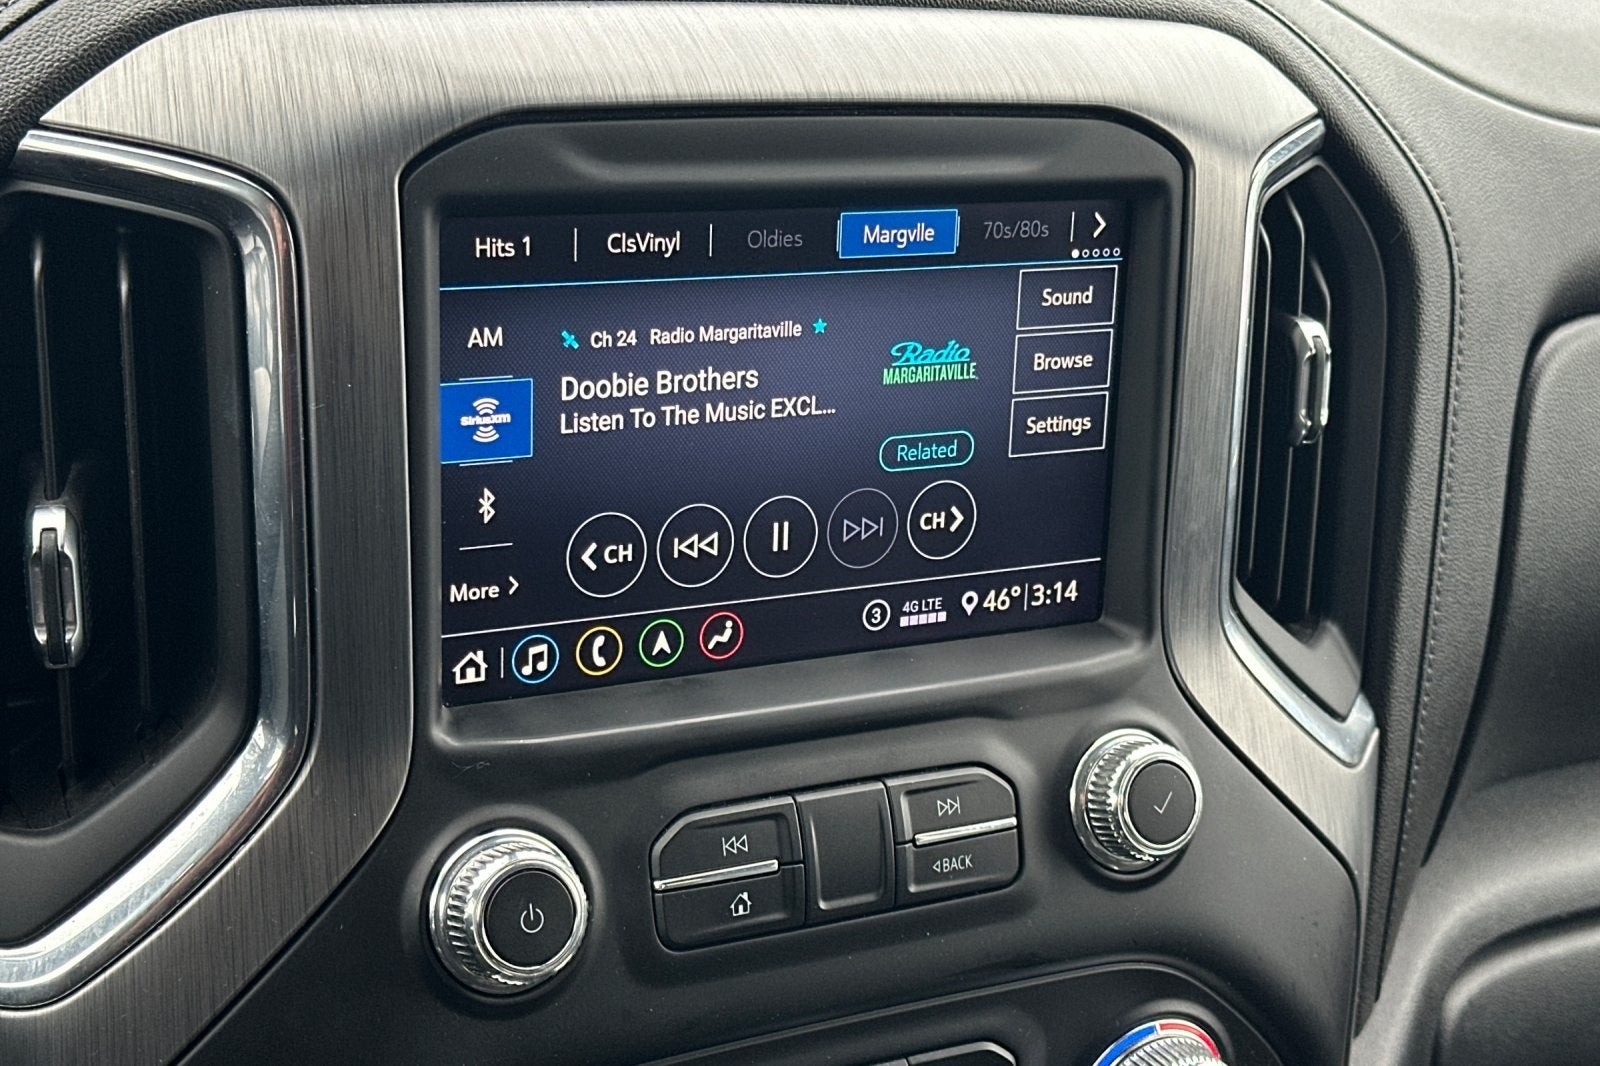 Hits 1 | ClsVinyl | Oldies Margvlle 70s/80s |
AM
Ch 24 Radio Margaritaville
Doobie Brothers
Listen To The Music EXCL...
Radio
MARGARITAVILLE
Related
Sound
Browse
Settings
SiriusXM
More
CH
CH
3 4G LTE 46° | 3:14
BACK